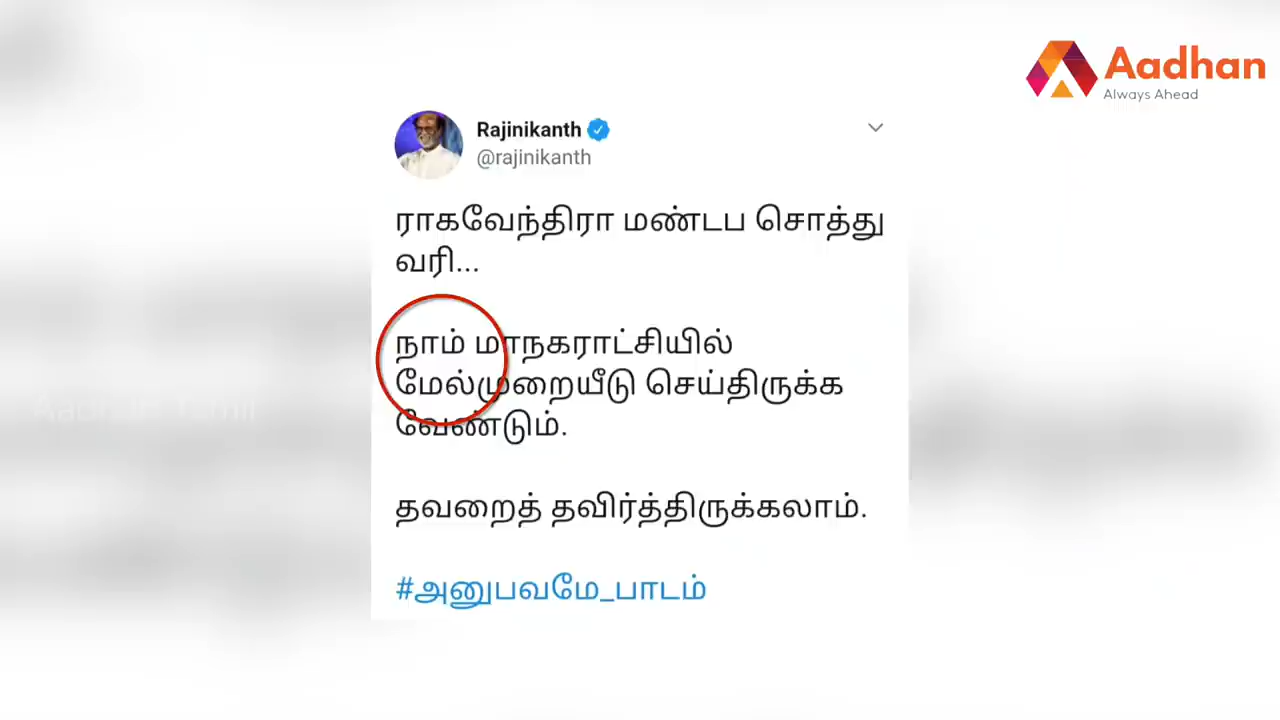 Aadhan
Always Ahead
Rajinikanth
@rajinikanth
ராகவேந்திரா மண்டப சொத்து
வரி...
நாம் மாநகராட்சியில்
மேல்முறையீடு செய்திருக்க
வேண்டும்.
தவறைத் தவிர்த்திருக்கலாம்.
#அனுபவமே_பாடம்